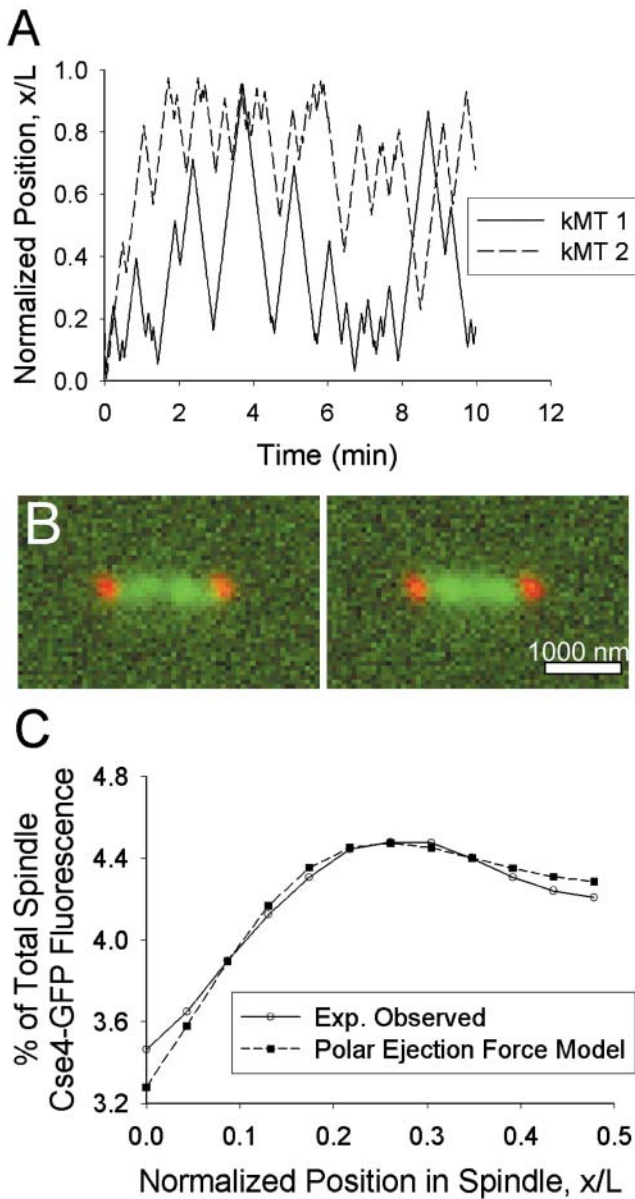 A
1.0
0.8
0.6
0.4
0.2
0.0
Normalized Position, x/L
0 2 4 6 8 10 12
Time (min)
kMT 1
kMT 2
B
1000 nm
C
4.8
4.4
4.0
3.6
3.2
% of Total Spindle
Cse4-GFP Fluorescence
Exp. Observed
Polar Ejection Force Model
0.0 0.1 0.2 0.3 0.4 0.5
Normalized Position in Spindle, x/L